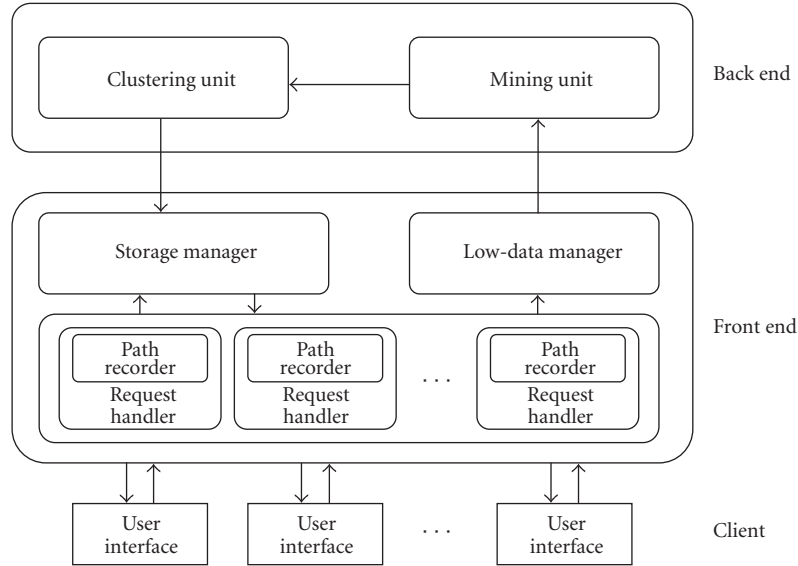 Clustering unit
Mining unit
Back end
Storage manager
Low-data manager
Front end
Path
recorder
Request
handler
Path
recorder
Request
handler
. . .
Path
recorder
Request
handler
User
interface
User
interface
. . .
User
interface
Client